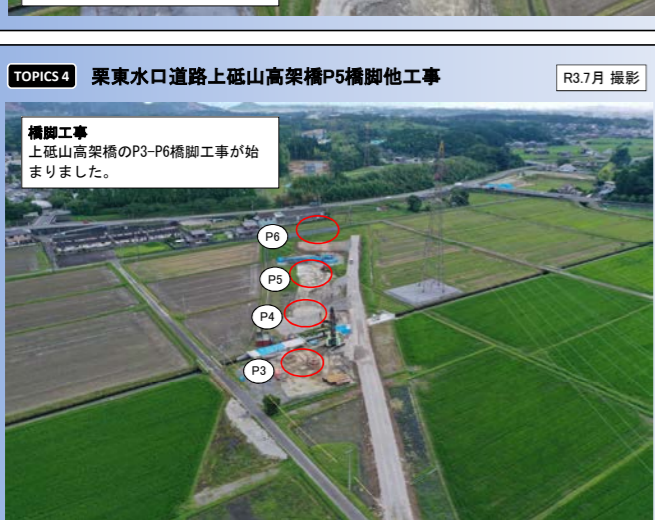 TOPICS 4 栗東水口道路上砥山高架橋P5橋脚他工事 R3.7月 撮影
橋脚工事
上砥山高架橋のP3-P6橋脚工事が始
まりました。
P6
P5
P4
P3